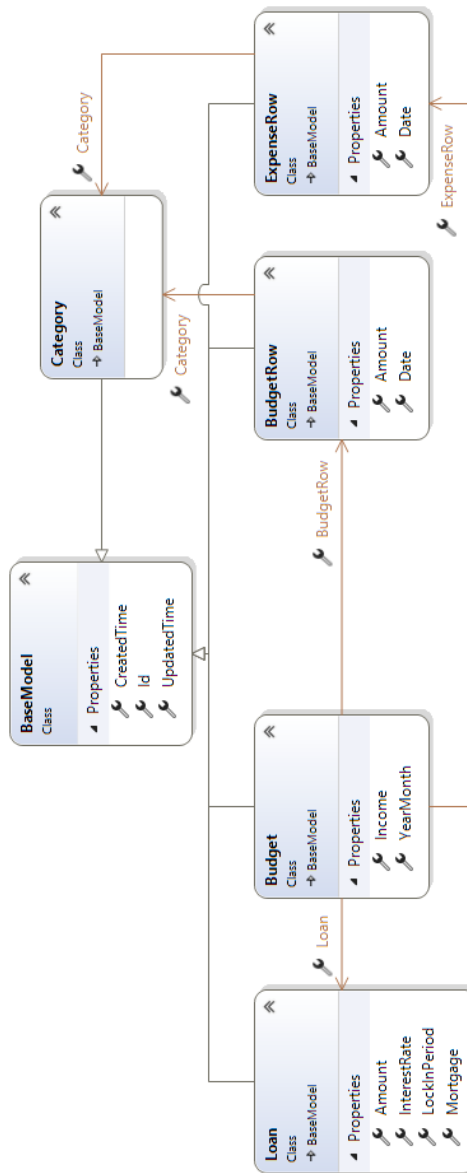 BaseModel
Class
Properties
CreatedTime
Id
UpdatedTime
Category
Class
BaseModel
Category
Category
Loan
Class
BaseModel
Properties
Amount
InterestRate
LockInPeriod
Mortgage
Loan
Budget
Class
BaseModel
Properties
Income
YearMonth
BudgetRow
BudgetRow
Class
BaseModel
Properties
Amount
Date
ExpenseRow
Class
BaseModel
Properties
Amount
Date
ExpenseRow